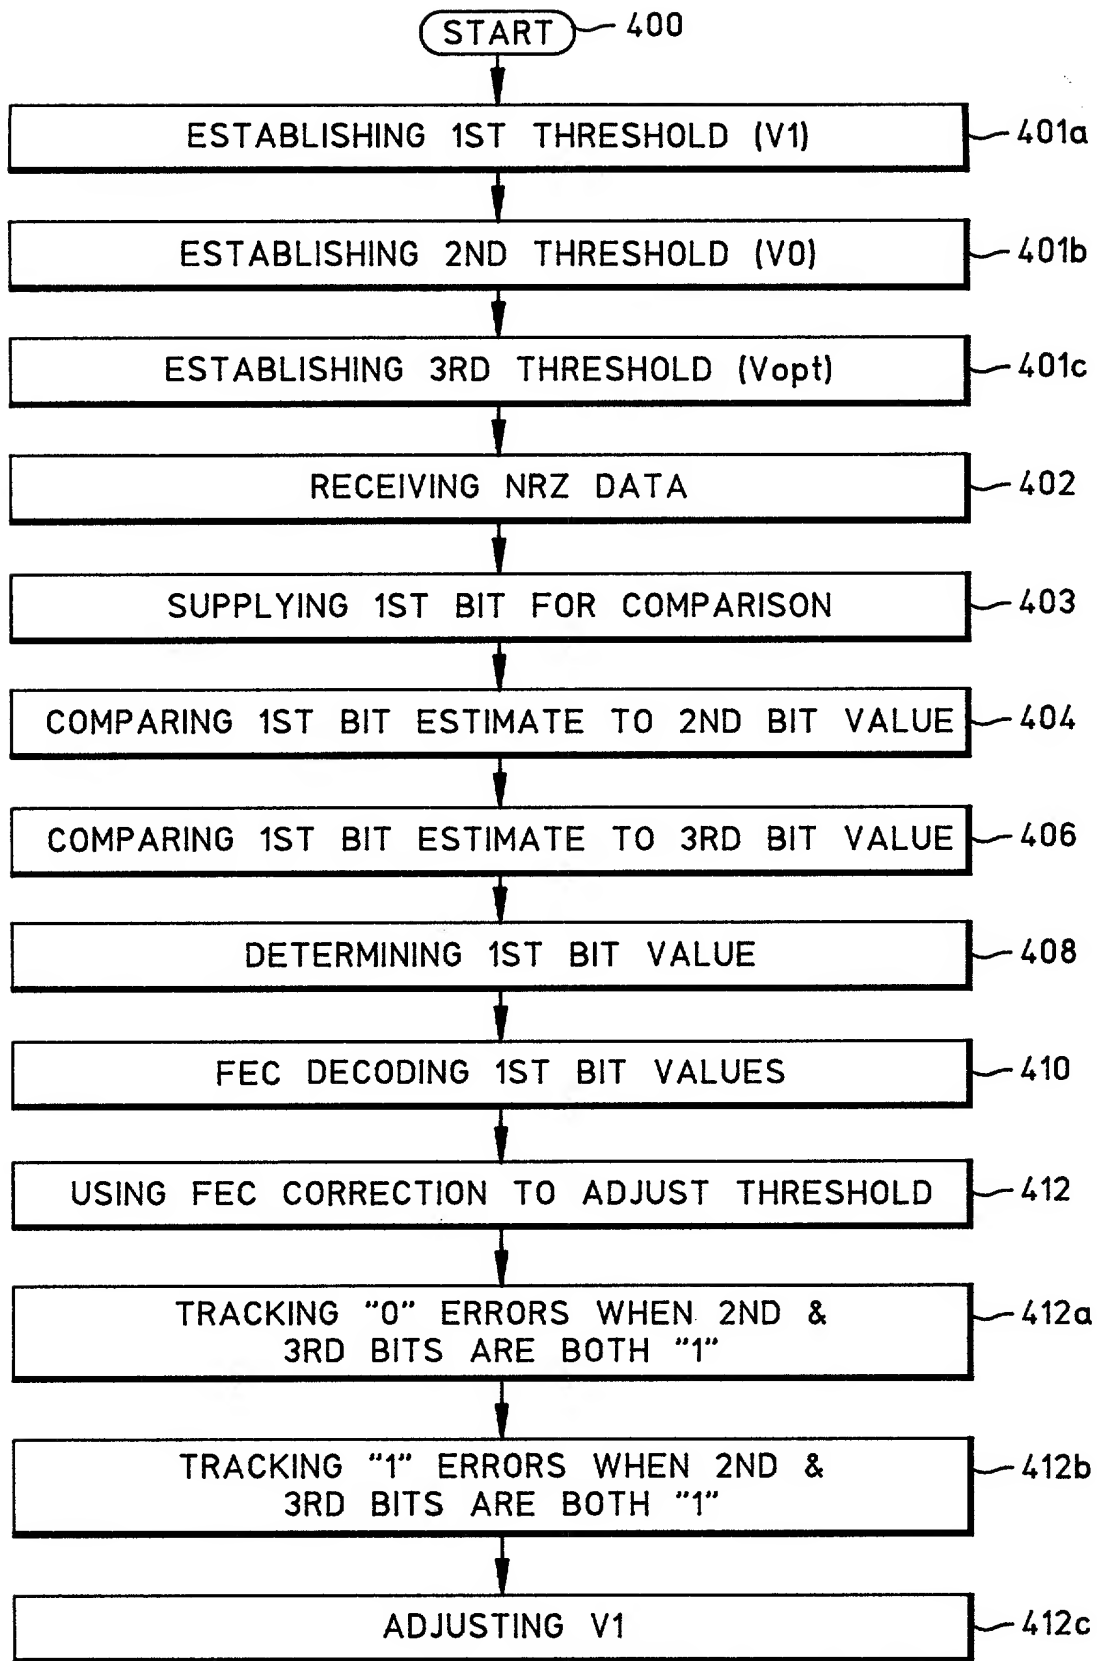 START 400
ESTABLISHING 1ST THRESHOLD (V1) 401a
ESTABLISHING 2ND THRESHOLD (V0) 401b
ESTABLISHING 3RD THRESHOLD (Vopt) 401c
RECEIVING NRZ DATA 402
SUPPLYING 1ST BIT FOR COMPARISON 403
COMPARING 1ST BIT ESTIMATE TO 2ND BIT VALUE 404
COMPARING 1ST BIT ESTIMATE TO 3RD BIT VALUE 406
DETERMINING 1ST BIT VALUE 408
FEC DECODING 1ST BIT VALUES 410
USING FEC CORRECTION TO ADJUST THRESHOLD 412
TRACKING "0" ERRORS WHEN 2ND & 412a
3RD BITS ARE BOTH "1"
TRACKING "1" ERRORS WHEN 2ND & 412b
3RD BITS ARE BOTH "1"
ADJUSTING V1 412c